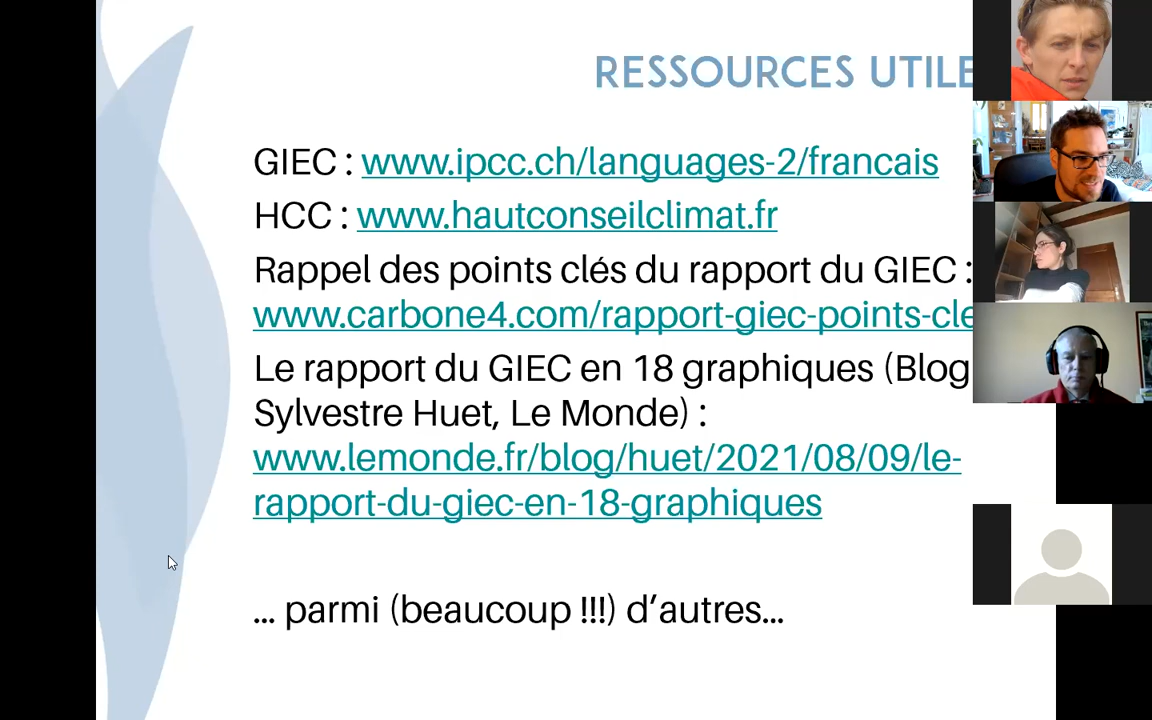 RESSOURCES UTILE
GIEC : www.ipcc.ch/languages-2/francais
HCC : www.hautconseilclimat.fr
Rappel des points clés du rapport du GIEC :
www.carbone4.com/rapport-giec-points-cle
Le rapport du GIEC en 18 graphiques (Blog
Sylvestre Huet, Le Monde) :
www.lemonde.fr/blog/huet/2021/08/09/le-
rapport-du-giec-en-18-graphiques
... parmi (beaucoup !!!) d’autres...